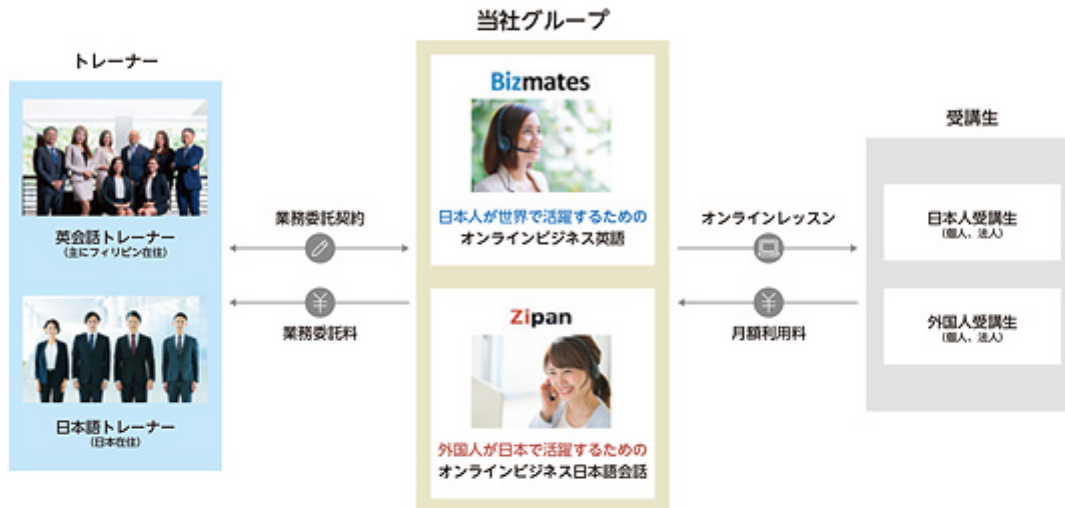 当社グループ
トレーナー
英会話トレーナー
(主にフィリピン在住)
日本語トレーナー
(日本在住)
業務委託契約
業務委託料
Bizmates
日本人が世界で活躍するための
オンラインビジネス英語
Zipan
外国人が日本で活躍するための
オンラインビジネス日本語会話
オンラインレッスン
月額利用料
受講生
日本人受講生
(個人、法人)
外国人受講生
(個人、法人)